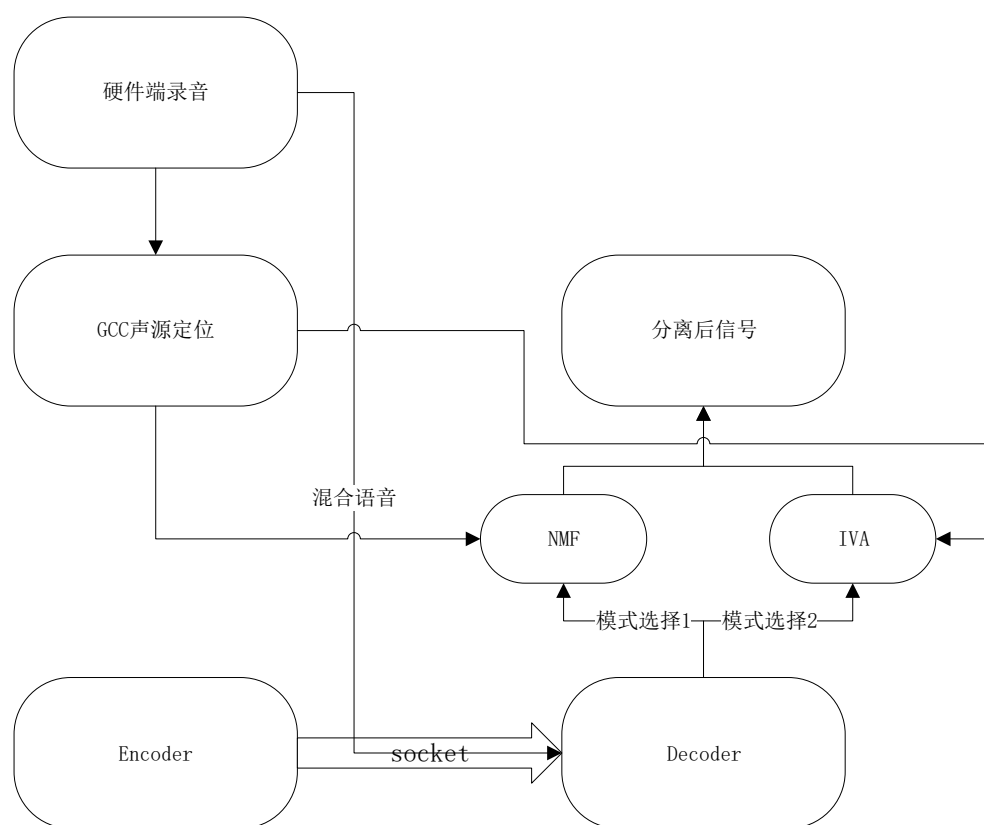 硬件端录音
GCC声源定位
分离后信号
混合语音
NMF
IVA
模式选择1
模式选择2
Encoder
socket
Decoder